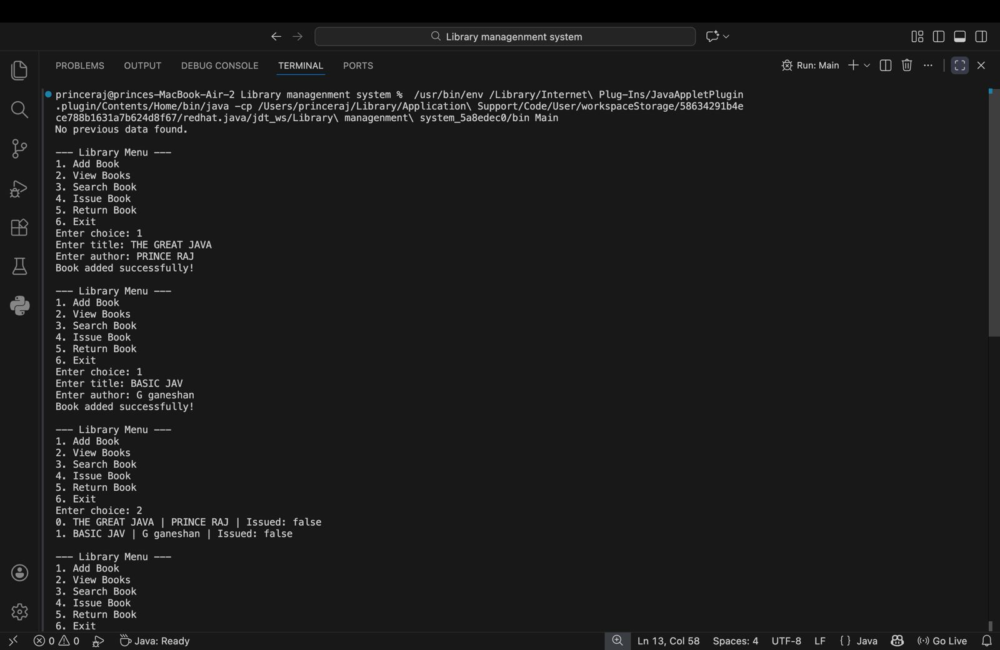 Library managenment system
PROBLEMS OUTPUT DEBUG CONSOLE TERMINAL PORTS Run: Main
princeraj@princes-MacBook-Air-2 Library managenment system %  /usr/bin/env /Library/Internet\ Plug-Ins/JavaAppletPlugin
.plugin/Contents/Home/bin/java -cp /Users/princeraj/Library/Application\ Support/Code/User/workspaceStorage/58634291b4e
ce788b1631a7b624d8f67/redhat.java/jdt_ws/Library\ managenment\ system_5a8edec0/bin Main
No previous data found.
--- Library Menu ---
1. Add Book
2. View Books
3. Search Book
4. Issue Book
5. Return Book
6. Exit
Enter choice: 1
Enter title: THE GREAT JAVA
Enter author: PRINCE RAJ
Book added successfully!
--- Library Menu ---
1. Add Book
2. View Books
3. Search Book
4. Issue Book
5. Return Book
6. Exit
Enter choice: 1
Enter title: BASIC JAV
Enter author: G ganeshan
Book added successfully!
--- Library Menu ---
1. Add Book
2. View Books
3. Search Book
4. Issue Book
5. Return Book
6. Exit
Enter choice: 2
0. THE GREAT JAVA | PRINCE RAJ | Issued: false
1. BASIC JAV | G ganeshan | Issued: false
--- Library Menu ---
1. Add Book
2. View Books
3. Search Book
4. Issue Book
5. Return Book
6. Exit
0 0 Java: Ready Ln 13, Col 58 Spaces: 4 UTF-8 LF {} Java Go Live